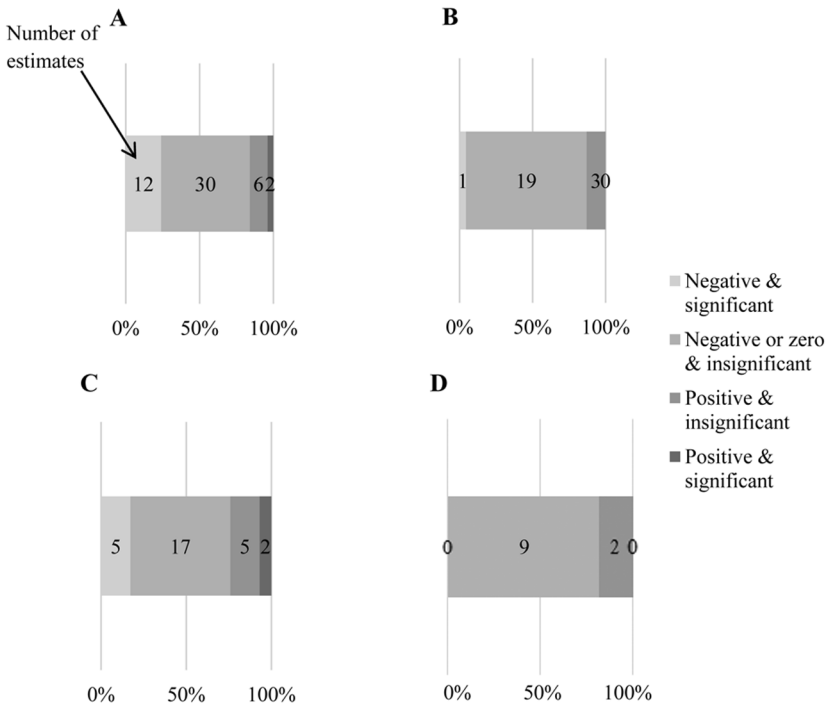 A
Number of
estimates
12 30 6 2
0% 50% 100%
B
1 19 3 0
0% 50% 100%
Negative &
significant
Negative or zero
& insignificant
Positive &
insignificant
Positive &
significant
C
5 17 5 2
0% 50% 100%
D
0 9 2 0
0% 50% 100%